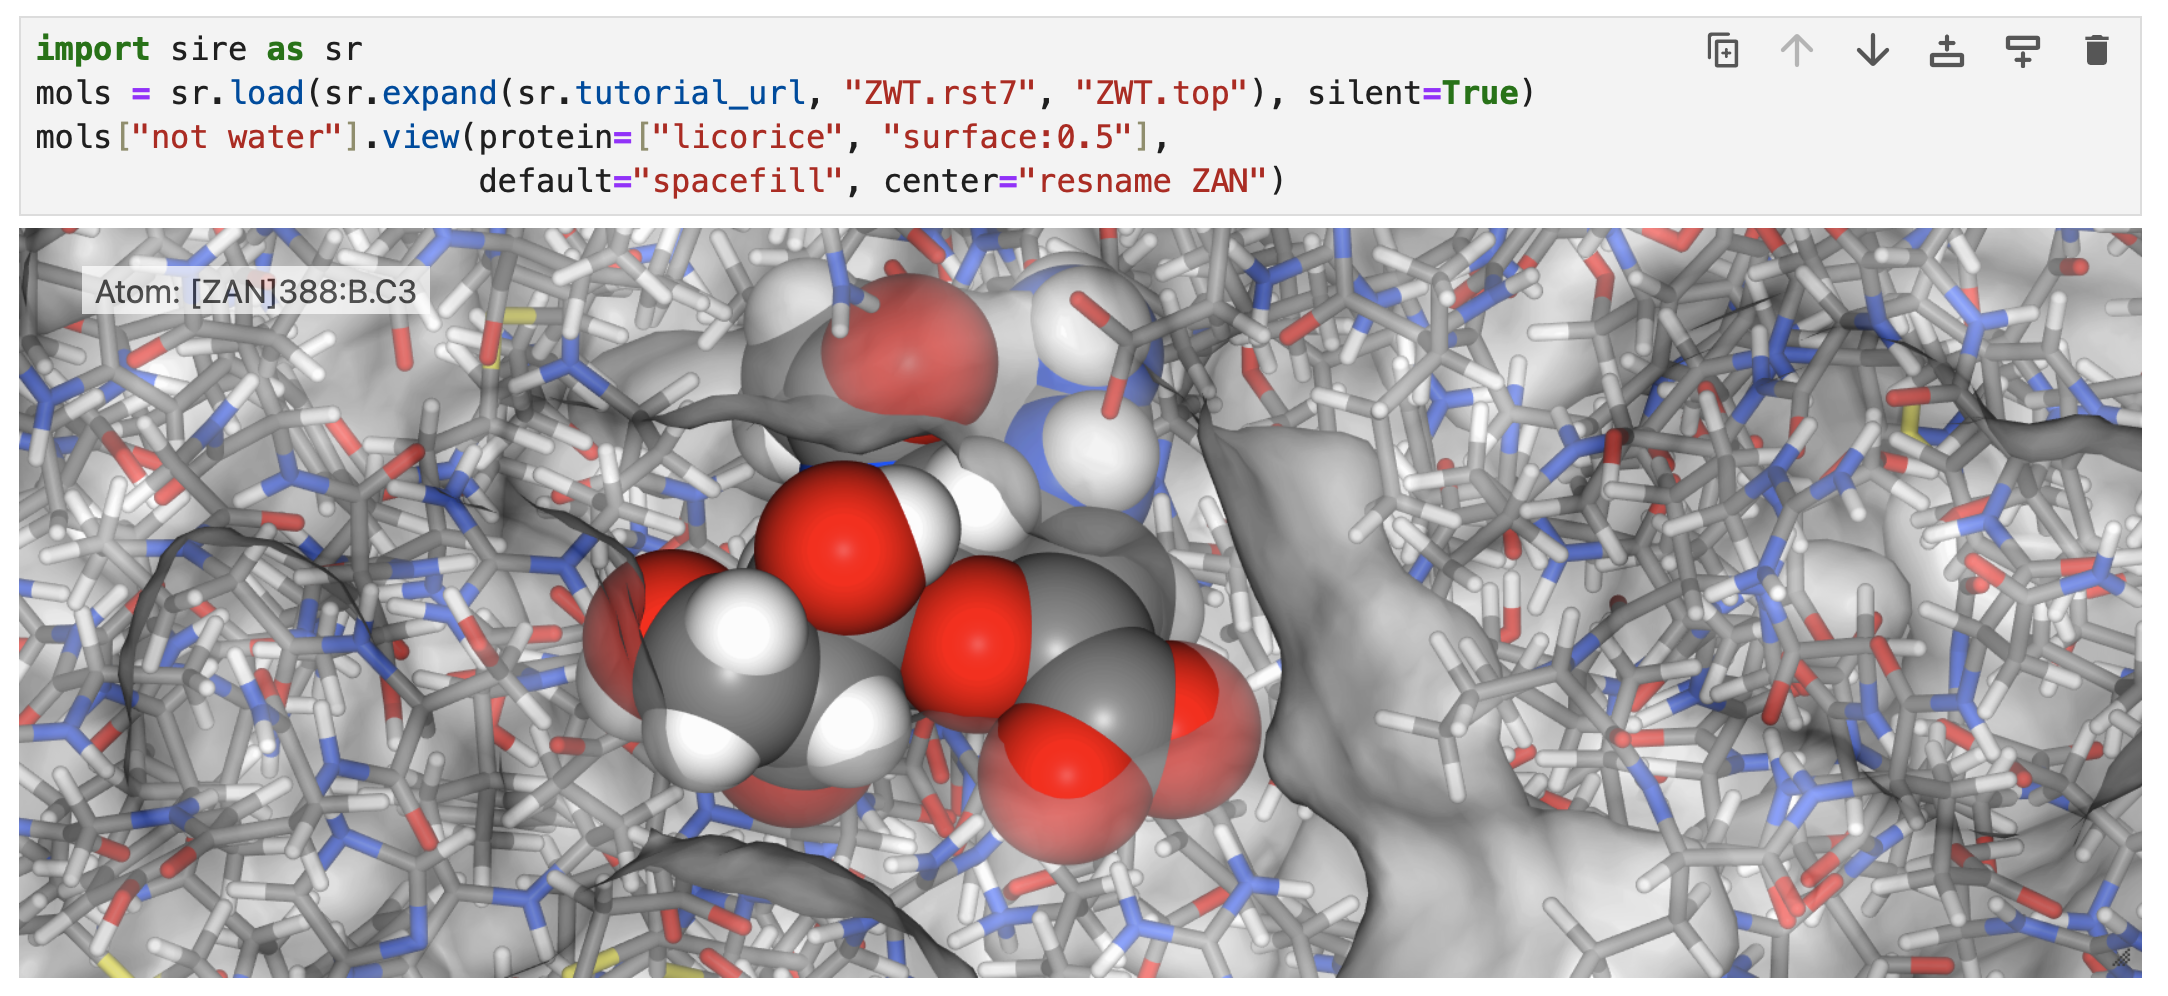 import sire as sr
mols = sr.load(sr.expand(sr.tutorial_url, "ZWT.rst7", "ZWT.top"), silent=True)
mols["not water"].view(protein=["licorice", "surface:0.5"],
                      default="spacefill", center="resname ZAN")
Atom: [ZAN]388:B.C3